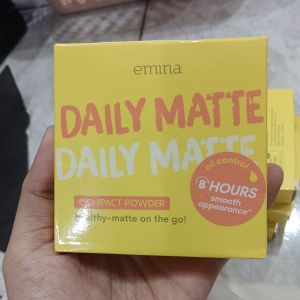 emina
DAILY MATTE
DAILY MATTE
oil control
8 HOURS
smooth
appearance*
COMPACT POWDER
healthy-matte on the go!